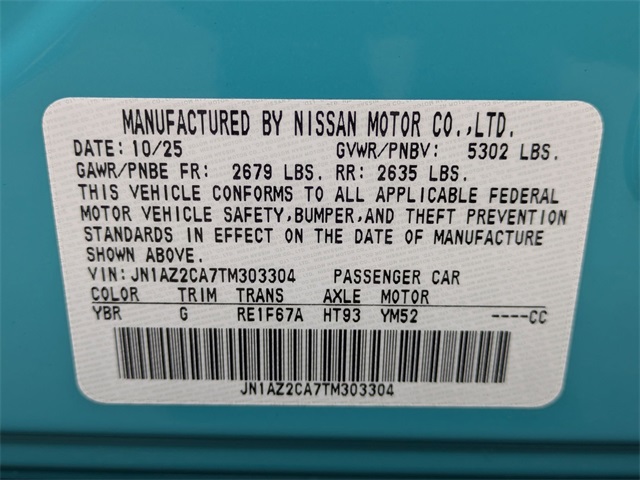 MANUFACTURED BY NISSAN MOTOR CO.,LTD.
DATE: 10/25 GVWR/PNBV: 5302 LBS.
GAWR/PNBE FR: 2679 LBS. RR: 2635 LBS.
THIS VEHICLE CONFORMS TO ALL APPLICABLE FEDERAL
MOTOR VEHICLE SAFETY,BUMPER,AND THEFT PREVENTION
STANDARDS IN EFFECT ON THE DATE OF MANUFACTURE
SHOWN ABOVE.
VIN: JN1AZ2CA7TM303304 PASSENGER CAR
COLOR TRIM TRANS AXLE MOTOR
YBR G RE1F67A HT93 YM52 ----CC
JN1AZ2CA7TM303304